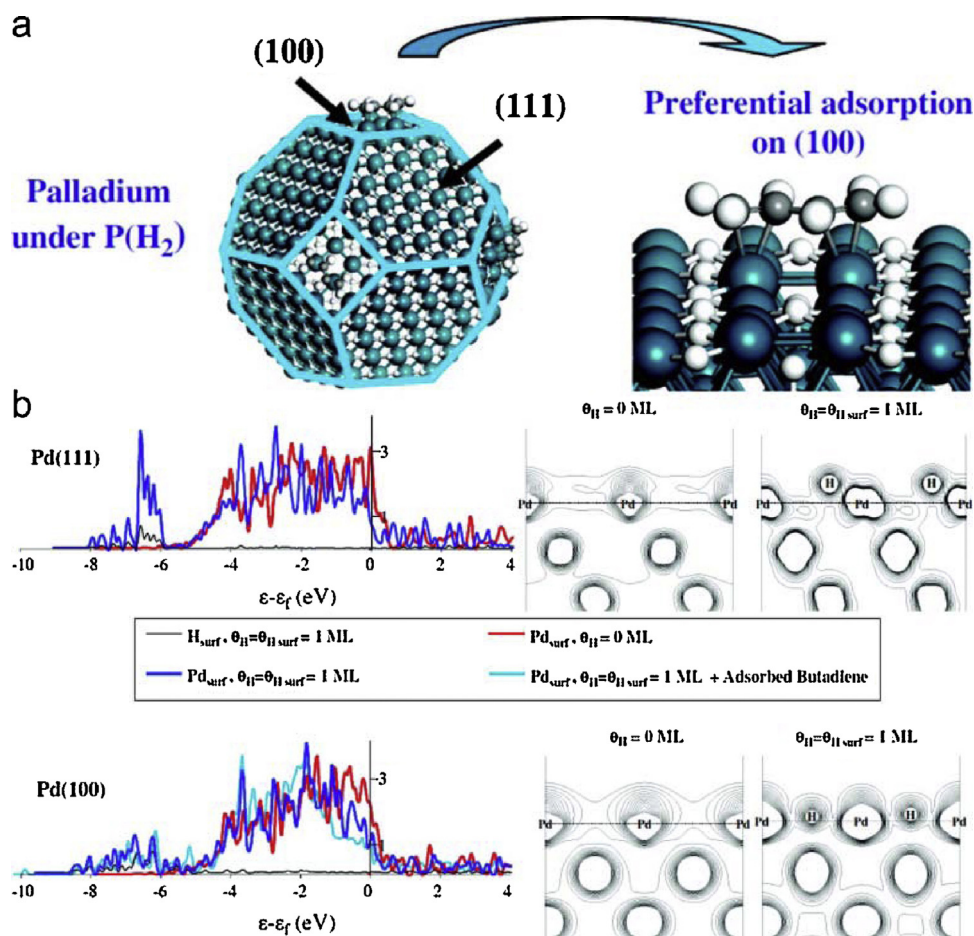 a
(100)
(111)
Palladium
under P(H₂)
Preferential adsorption
on (100)
b
Pd(111)
3
1
-10 -8 -6 -4 -2 0 2 4
ε-εf (eV)
θH = 0 ML
θH=θH surf = 1 ML
Pd Pd Pd
H H
Pd Pd Pd
Hsurf, θH=θH surf = 1 ML
Pdsurf, θH = 0 ML
Pdsurf, θH=θH surf = 1 ML
Pdsurf, θH=θH surf = 1 ML + Adsorbed Butadiene
Pd(100)
3
1
-10 -8 -6 -4 -2 0 2 4
ε-εf (eV)
θH = 0 ML
θH=θH surf = 1 ML
Pd Pd Pd
Pd H Pd H Pd